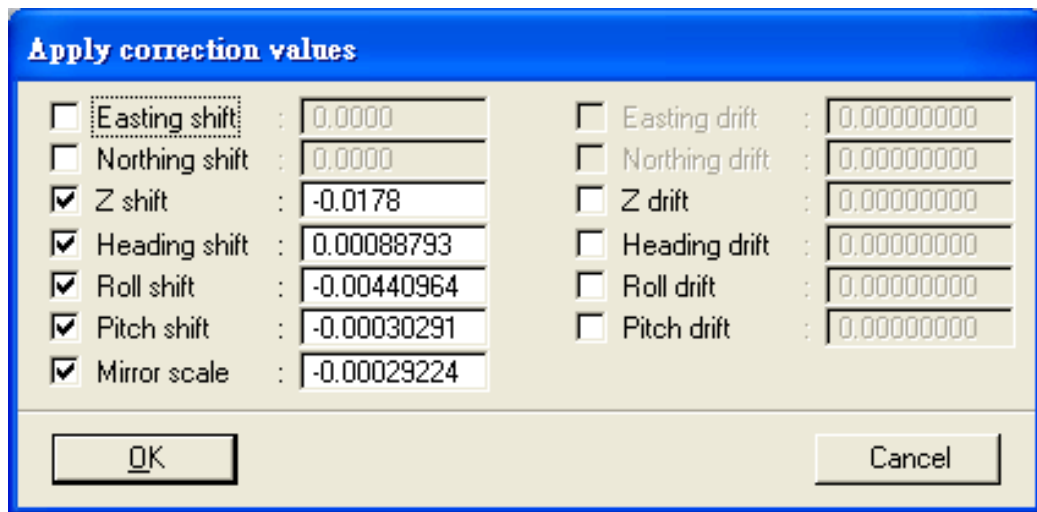 Apply correction values
Easting shift : 0.0000 Easting drift : 0.00000000
Northing shift : 0.0000 Northing drift : 0.00000000
Z shift : -0.0178 Z drift : 0.00000000
Heading shift : 0.00088793 Heading drift : 0.00000000
Roll shift : -0.00440964 Roll drift : 0.00000000
Pitch shift : -0.00030291 Pitch drift : 0.00000000
Mirror scale : -0.00029224
OK Cancel